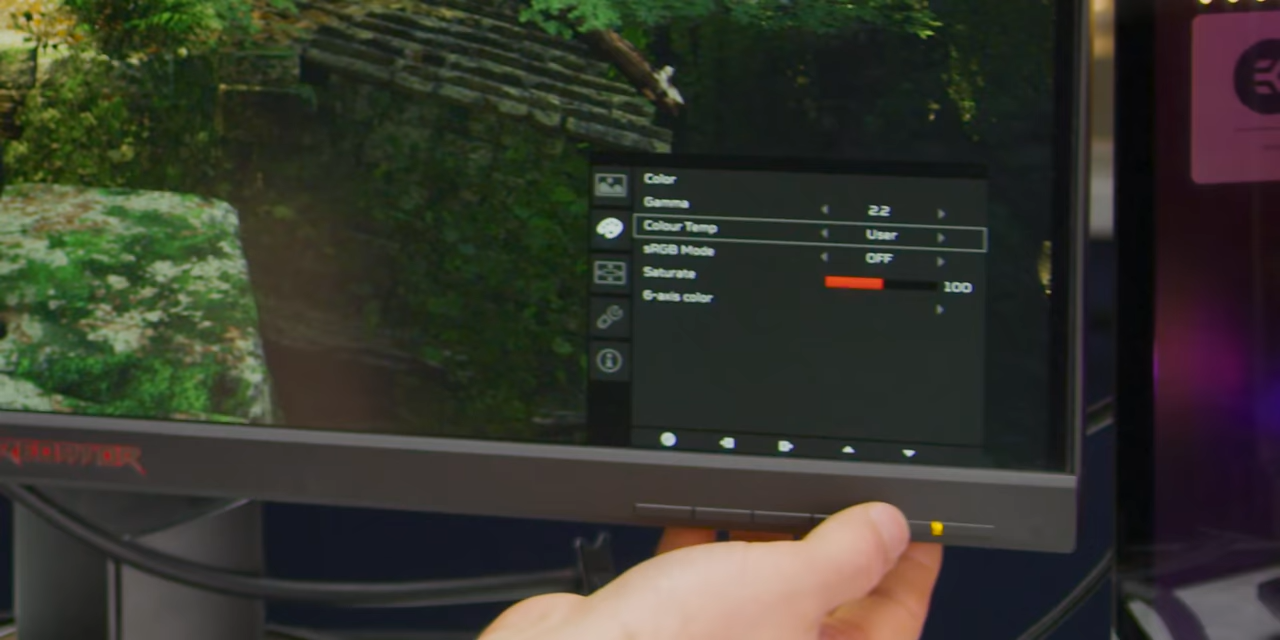 Color
Gamma 2.2
Colour Temp User
sRGB Mode OFF
Saturate 100
6-axis color